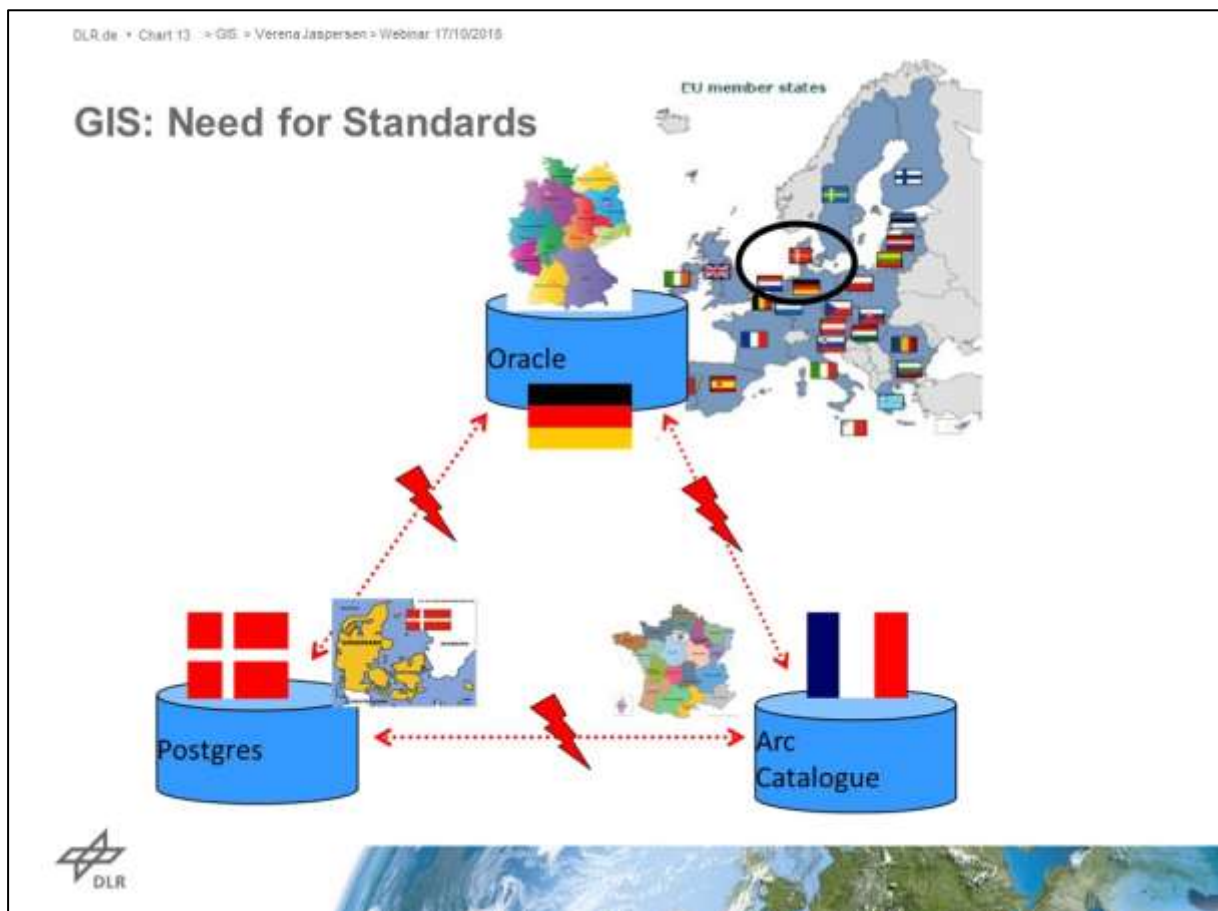 DLR.de • Chart 13 > GIS > Verena Jaspersen > Webinar 17/10/2016
EU member states
GIS: Need for Standards
Oracle
Postgres
Arc
Catalogue
DLR